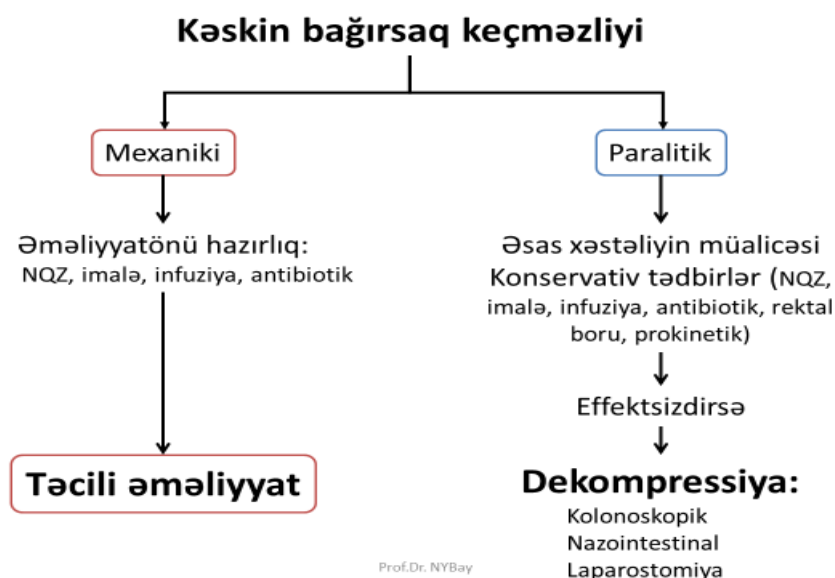 Kəskin bağırsaq keçməzliyi
Mexaniki
Əməliyyatönü hazırlıq:
NQZ, imalə, infuziya, antibiotik
Təcili əməliyyat
Paralitik
Əsas xəstəliyin müalicəsi
Konservativ tədbirlər (NQZ,
imalə, infuziya, antibiotik, rektal
boru, prokinetik)
Effektsizdirsə
Dekompressiya:
Kolonoskopik
Nazointestinal
Laparostomiya
Prof.Dr. NYBay